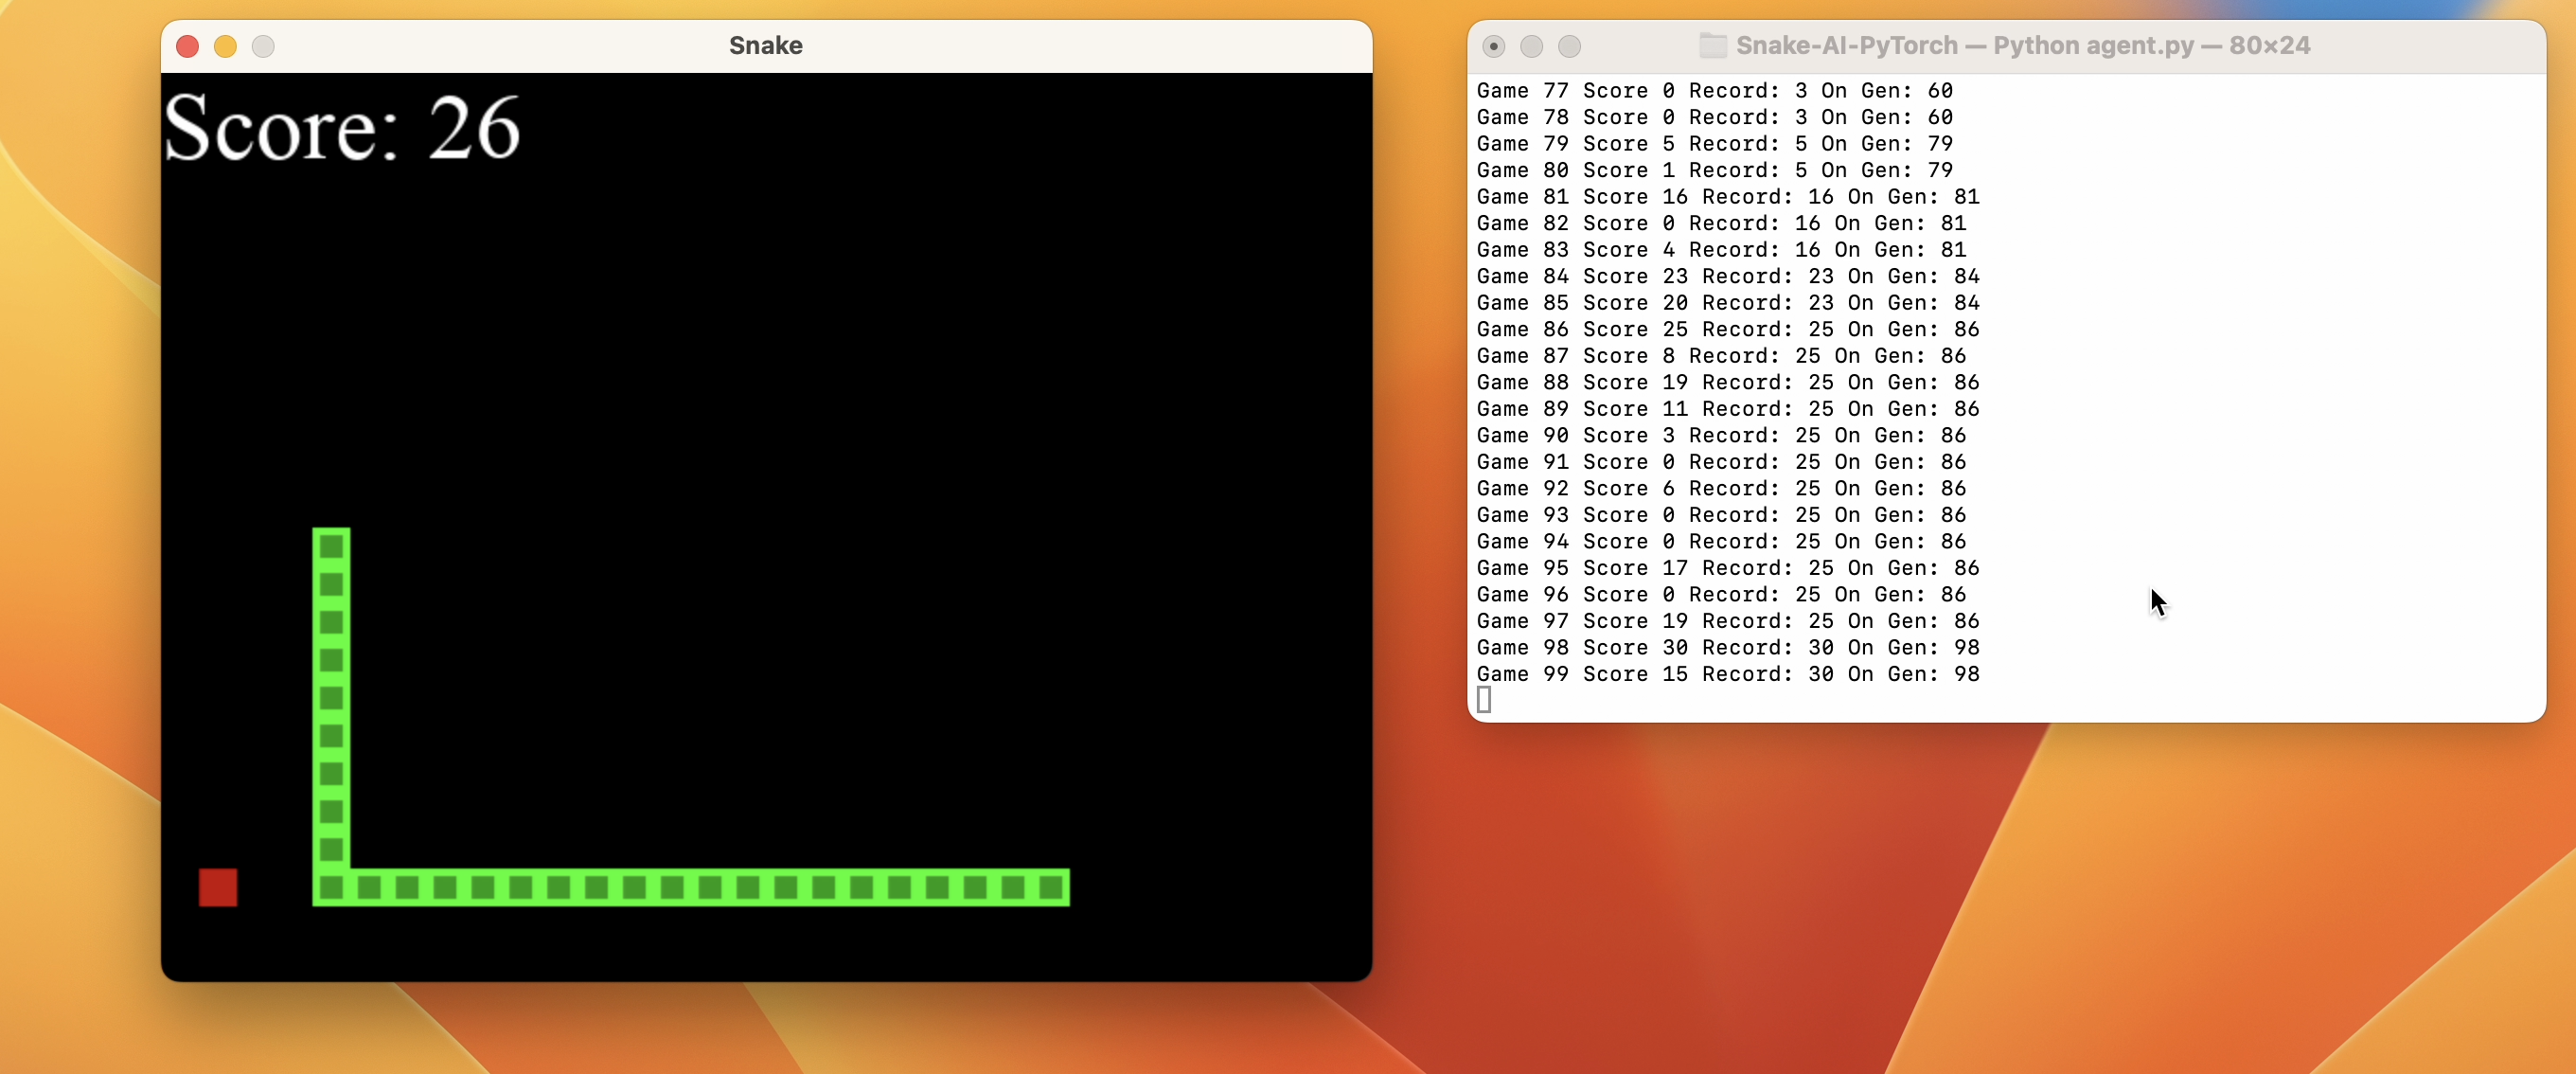 Snake
Score: 26
Snake-AI-PyTorch — Python agent.py — 80×24
Game 77 Score 0 Record: 3 On Gen: 60
Game 78 Score 0 Record: 3 On Gen: 60
Game 79 Score 5 Record: 5 On Gen: 79
Game 80 Score 1 Record: 5 On Gen: 79
Game 81 Score 16 Record: 16 On Gen: 81
Game 82 Score 0 Record: 16 On Gen: 81
Game 83 Score 4 Record: 16 On Gen: 81
Game 84 Score 23 Record: 23 On Gen: 84
Game 85 Score 20 Record: 23 On Gen: 84
Game 86 Score 25 Record: 25 On Gen: 86
Game 87 Score 8 Record: 25 On Gen: 86
Game 88 Score 19 Record: 25 On Gen: 86
Game 89 Score 11 Record: 25 On Gen: 86
Game 90 Score 3 Record: 25 On Gen: 86
Game 91 Score 0 Record: 25 On Gen: 86
Game 92 Score 6 Record: 25 On Gen: 86
Game 93 Score 0 Record: 25 On Gen: 86
Game 94 Score 0 Record: 25 On Gen: 86
Game 95 Score 17 Record: 25 On Gen: 86
Game 96 Score 0 Record: 25 On Gen: 86
Game 97 Score 19 Record: 25 On Gen: 86
Game 98 Score 30 Record: 30 On Gen: 98
Game 99 Score 15 Record: 30 On Gen: 98